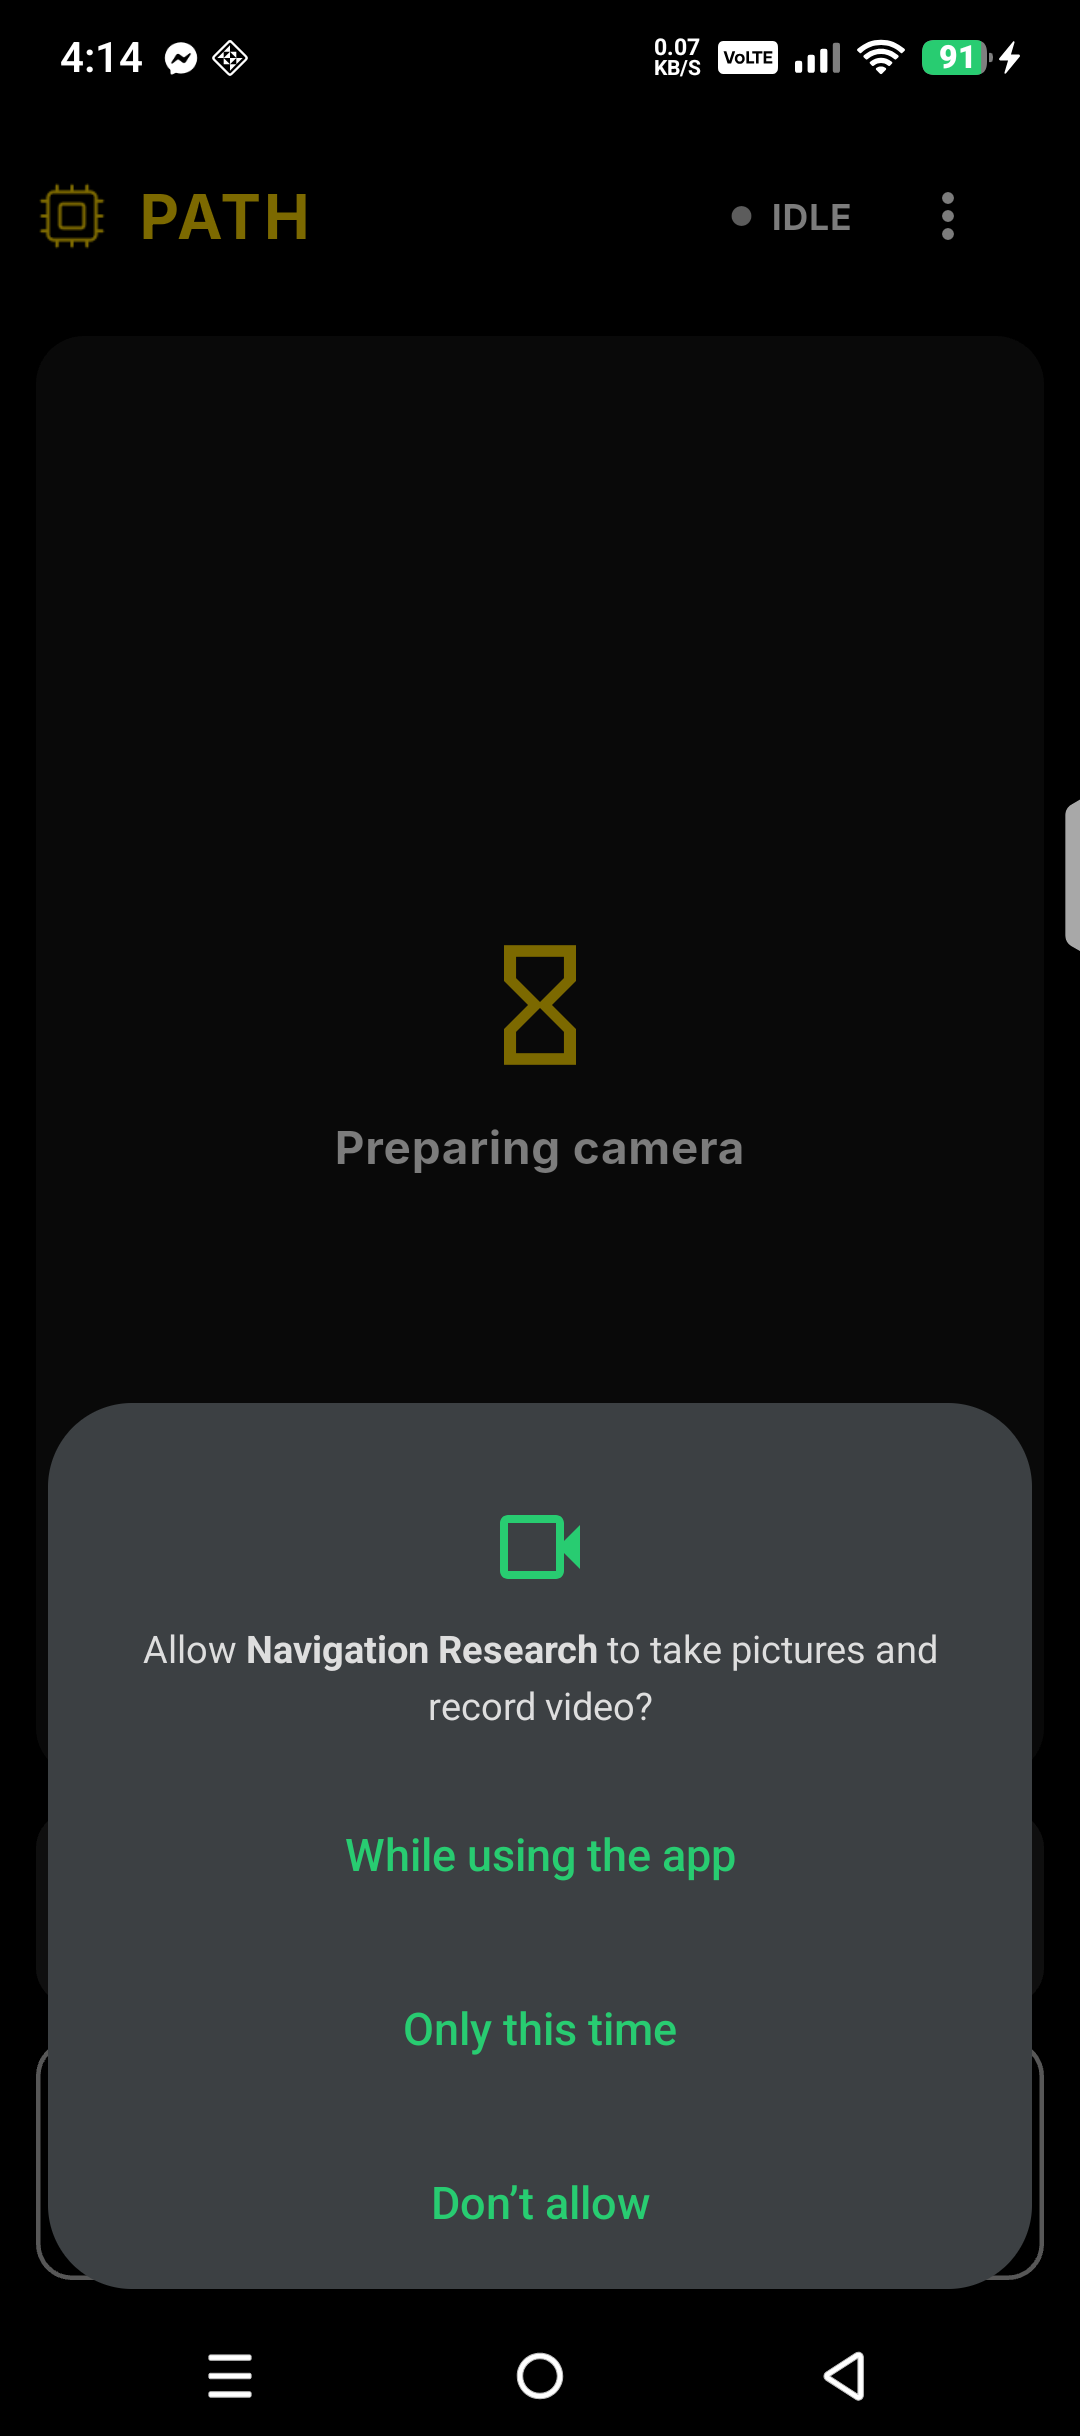 4:14
0.07
KB/S
VoLTE
91
PATH
IDLE
Preparing camera
Allow Navigation Research to take pictures and
record video?
While using the app
Only this time
Don’t allow